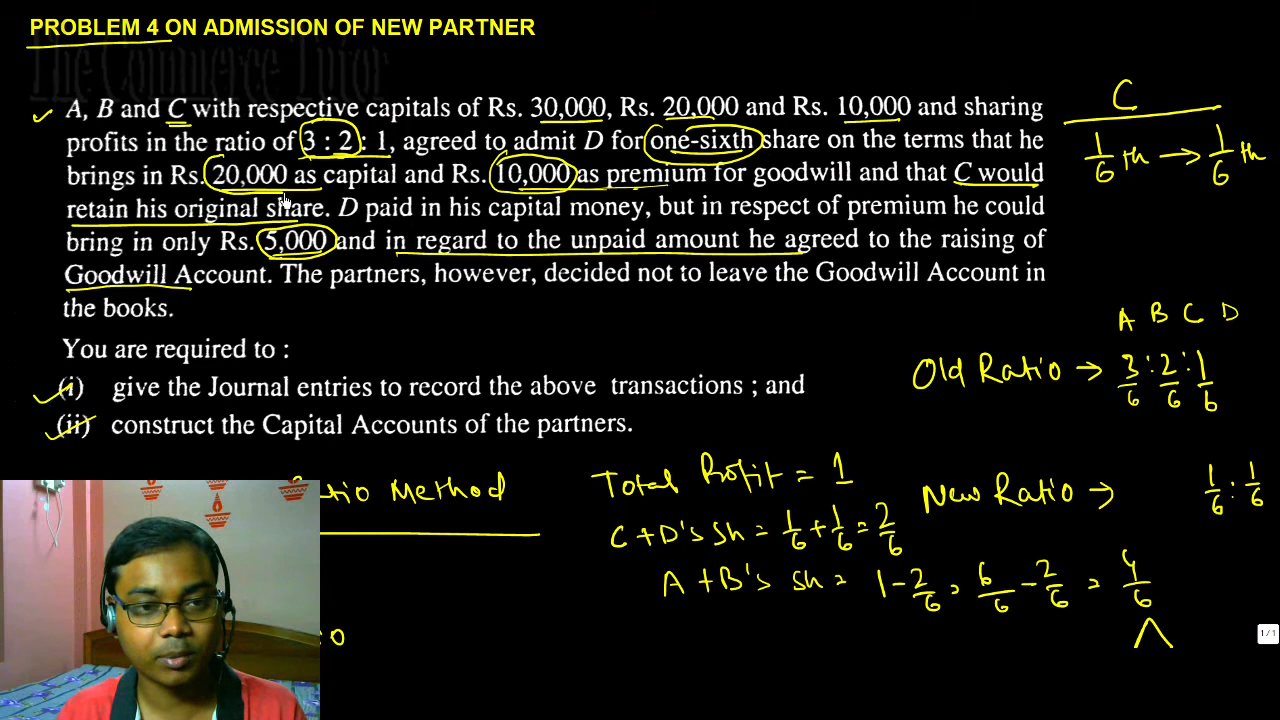 PROBLEM 4 ON ADMISSION OF NEW PARTNER
The Commerce Tutor
A, B and C with respective capitals of Rs. 30,000, Rs. 20,000 and Rs. 10,000 and sharing
profits in the ratio of 3 : 2 : 1, agreed to admit D for one-sixth share on the terms that he
brings in Rs. 20,000 as capital and Rs. 10,000 as premium for goodwill and that C would
retain his original share. D paid in his capital money, but in respect of premium he could
bring in only Rs. 5,000 and in regard to the unpaid amount he agreed to the raising of
Goodwill Account. The partners, however, decided not to leave the Goodwill Account in
the books.
You are required to :
(i) give the Journal entries to record the above transactions ; and
(ii) construct the Capital Accounts of the partners.
C
1/6 th → 1/6 th
A B C D
Old Ratio → 3/6 : 2/6 : 1/6
New Ratio → 1/6 : 1/6
Method
Total Profit = 1
C + D's sh = 1/6 + 1/6 = 2/6
A + B's sh = 1 - 2/6 = 6/6 - 2/6 = 4/6
1/1